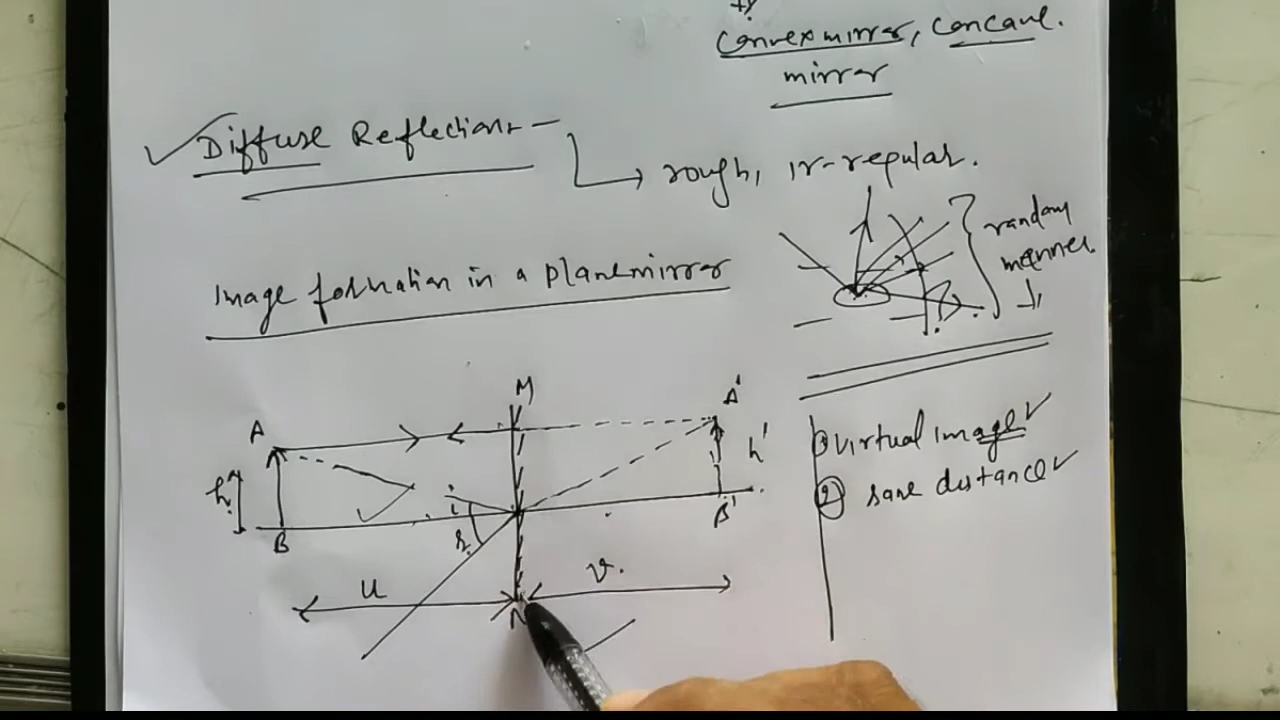 Convex mirror, concave.
mirror
Diffuse Reflection -
rough, ir-regular.
random
manner.
Image formation in a plane mirror
M
A
A'
h
h'
i
r
B
B'
u
v.
N
① virtual image
② same distance